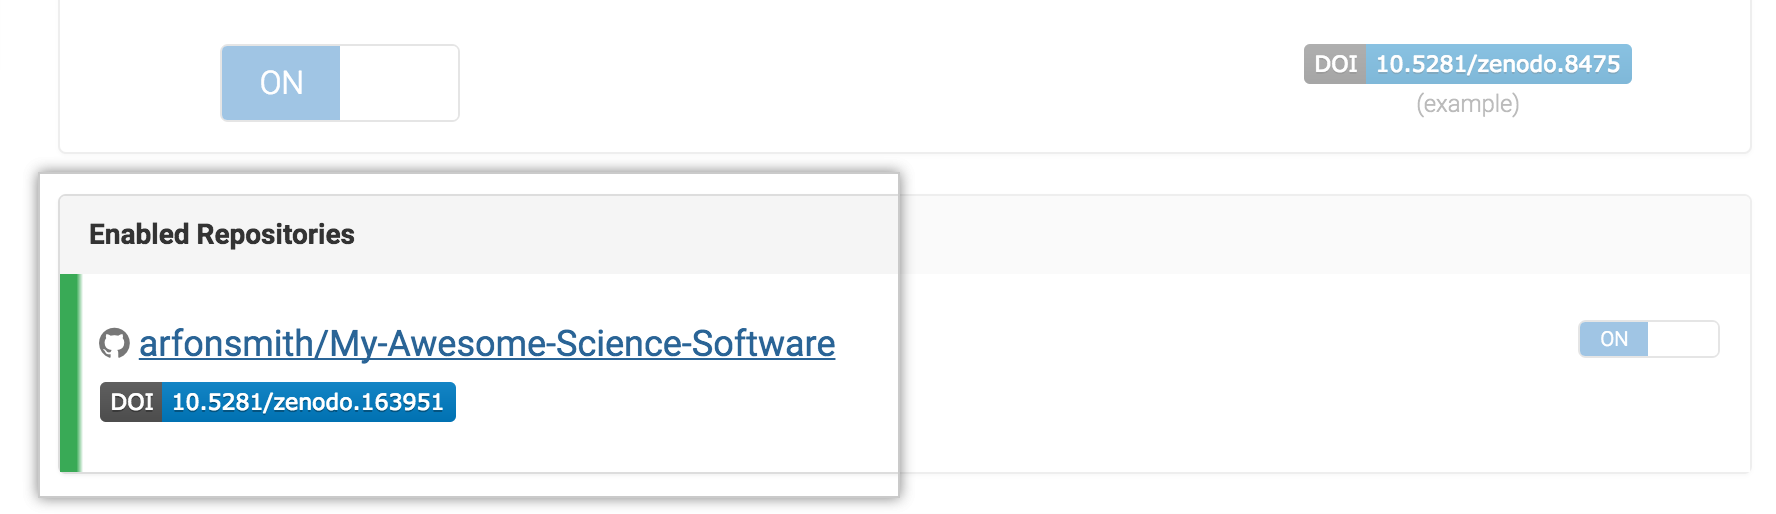 ON
DOI 10.5281/zenodo.8475
(example)
Enabled Repositories
arfonsmith/My-Awesome-Science-Software
ON
DOI 10.5281/zenodo.163951